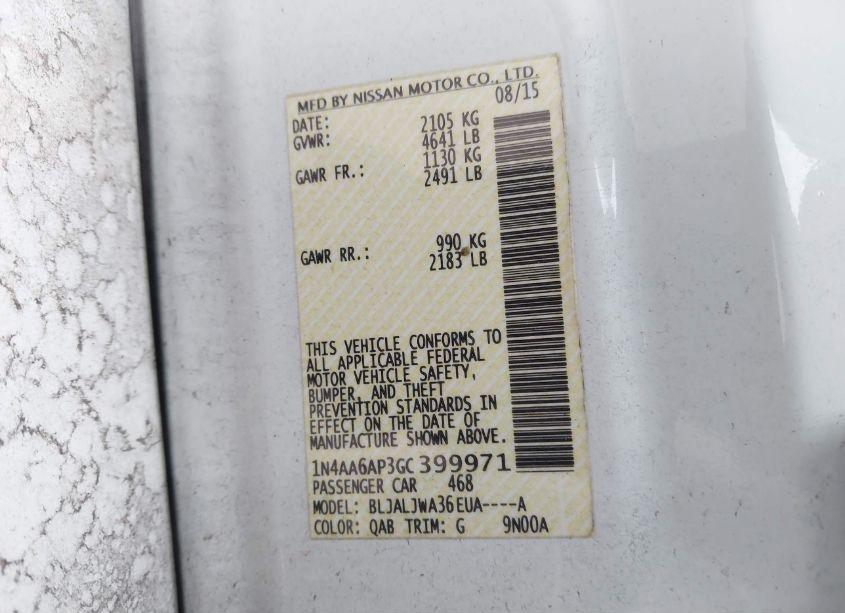 MFD BY NISSAN MOTOR CO., LTD.
DATE: 08/15
GVWR: 2105 KG
4641 LB
GAWR FR.: 1130 KG
2491 LB
GAWR RR.: 990 KG
2183 LB
THIS VEHICLE CONFORMS TO
ALL APPLICABLE FEDERAL
MOTOR VEHICLE SAFETY,
BUMPER, AND THEFT
PREVENTION STANDARDS IN
EFFECT ON THE DATE OF
MANUFACTURE SHOWN ABOVE.
1N4AA6AP3GC399971
PASSENGER CAR 468
MODEL: BLJALJWA36EUA----A
COLOR: QAB TRIM: G 9N00A